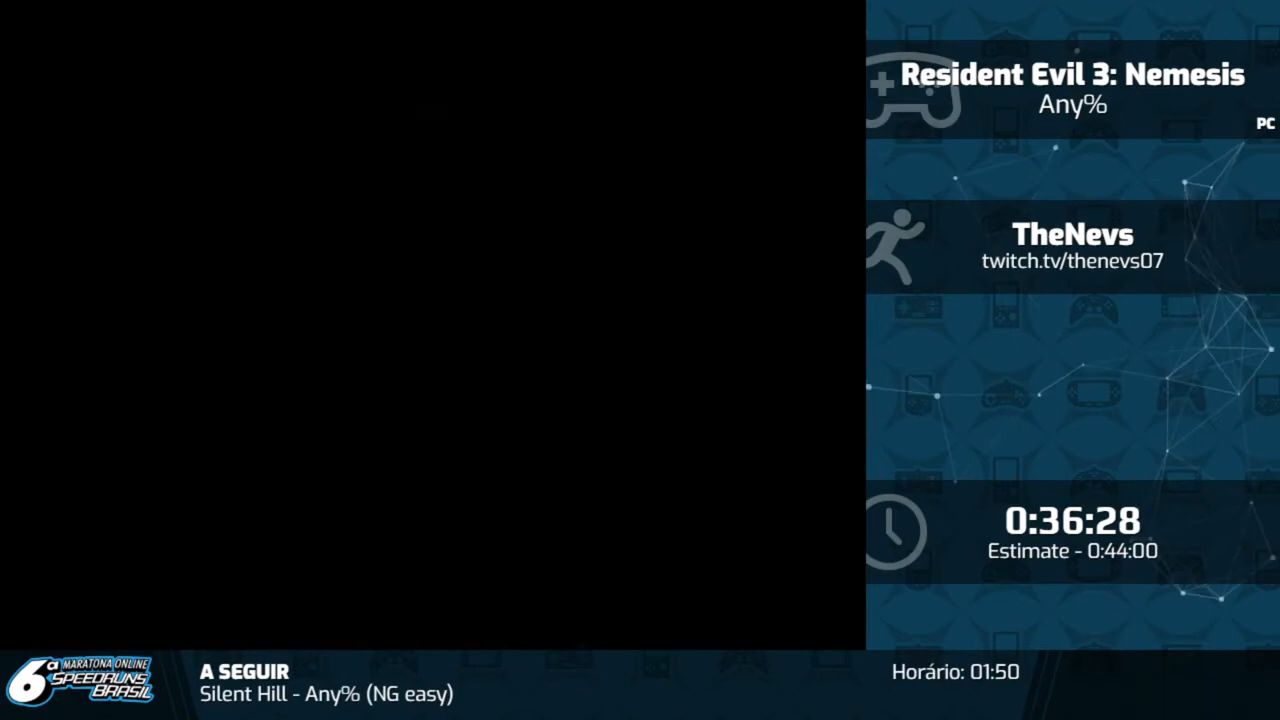 Resident Evil 3: Nemesis
Any%
PC
TheNevs
twitch.tv/thenevs07
0:36:28
Estimate - 0:44:00
6ª MARATONA ONLINE
SPEEDRUNS
BRASIL
A SEGUIR
Silent Hill - Any% (NG easy)
Horário: 01:50